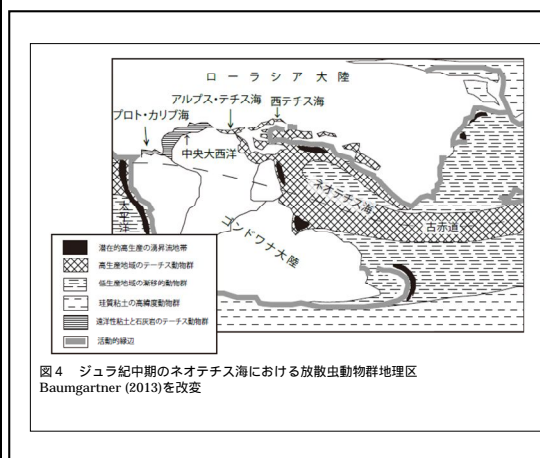 ローラシア大陸
アルプス・テチス海
西テチス海
プロト・カリブ海
中央大西洋
ネオテチス海
太平洋
古赤道
ゴンドワナ大陸
潜在的高生産の湧昇流地帯
高生産地域のテーチス動物群
低生産地域の漸移的動物群
珪質粘土の高緯度動物群
遠洋性粘土と石灰岩のテーチス動物群
活動的縁辺
図4 ジュラ紀中期のネオテチス海における放散虫動物群地理区
Baumgartner (2013)を改変